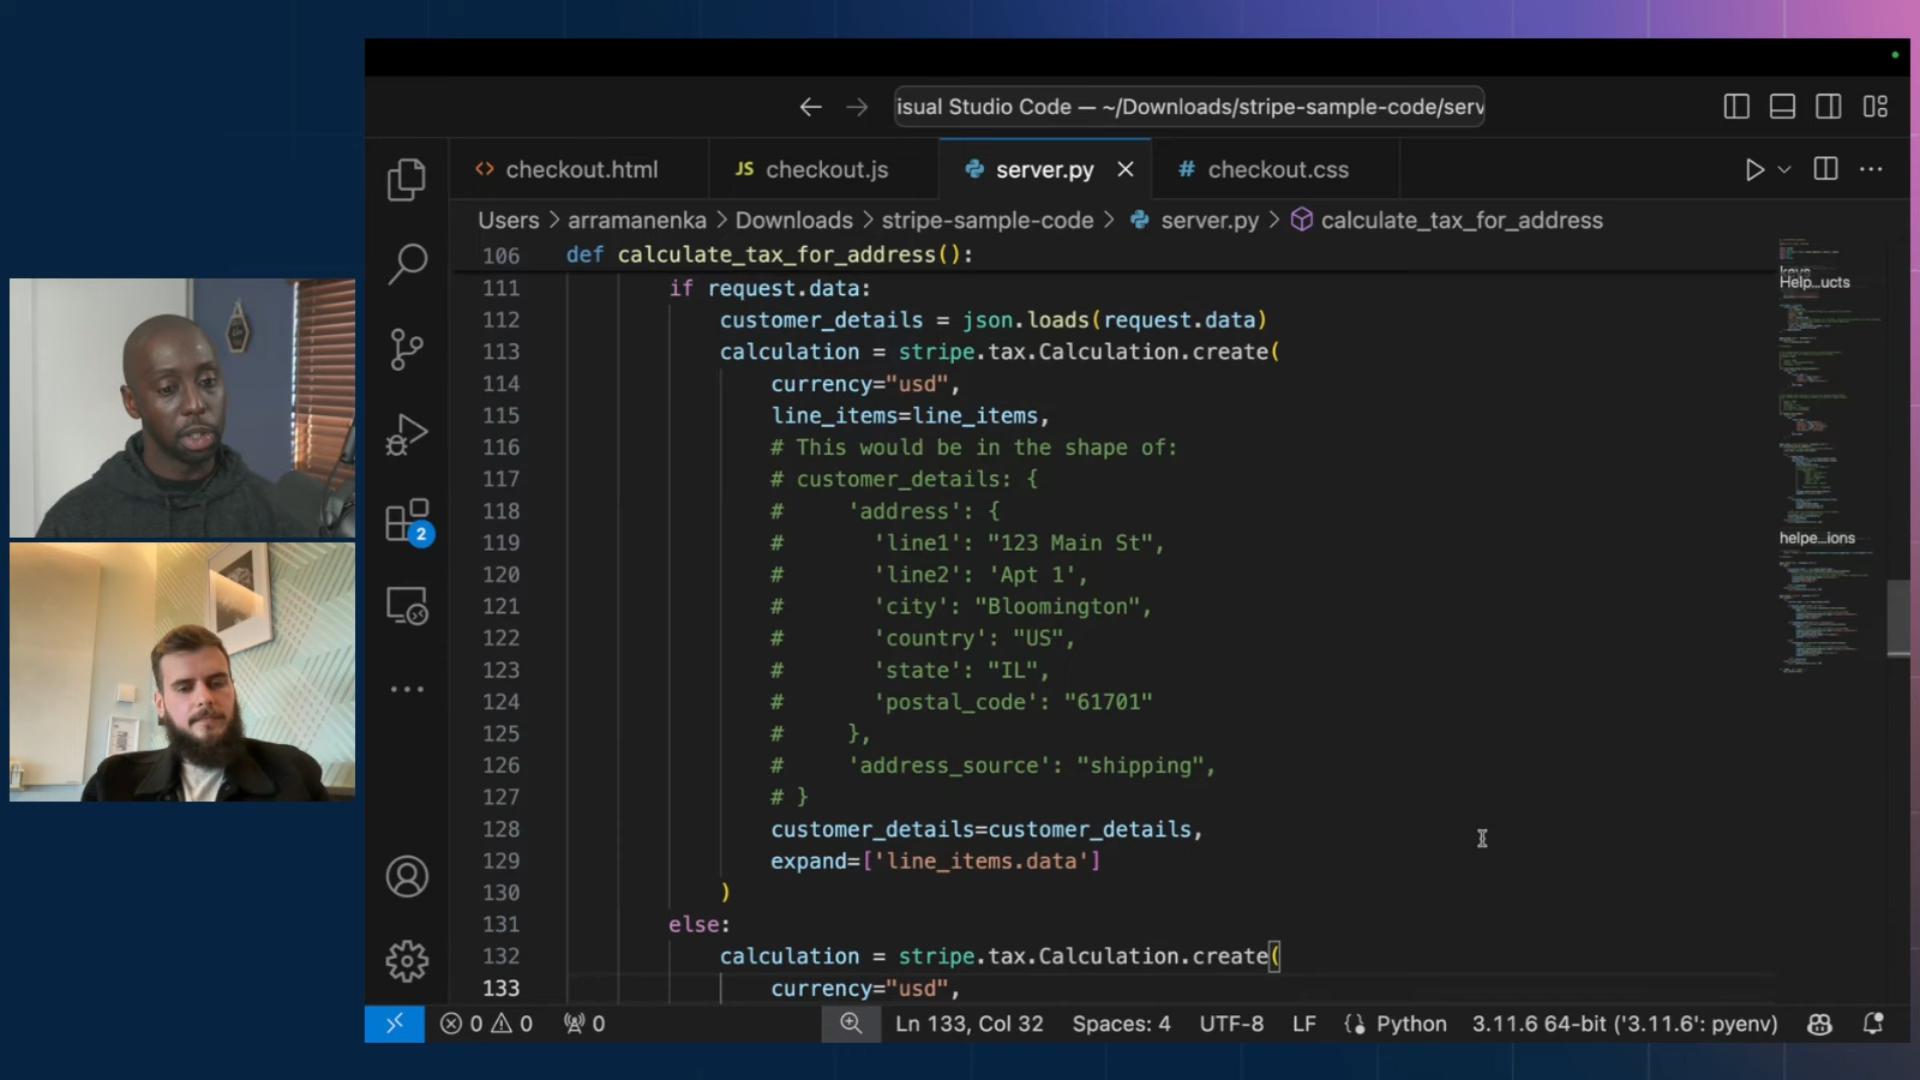 isual Studio Code — ~/Downloads/stripe-sample-code/serv
checkout.html
JS checkout.js
server.py
# checkout.css
Users > arramanenka > Downloads > stripe-sample-code > server.py > calculate_tax_for_address
106 def calculate_tax_for_address():
111 if request.data:
112 customer_details = json.loads(request.data)
113 calculation = stripe.tax.Calculation.create(
114 currency="usd",
115 line_items=line_items,
116 # This would be in the shape of:
117 # customer_details: {
118 # 'address': {
119 # 'line1': "123 Main St",
120 # 'line2': 'Apt 1',
121 # 'city': "Bloomington",
122 # 'country': "US",
123 # 'state': "IL",
124 # 'postal_code': "61701"
125 # },
126 # 'address_source': "shipping",
127 # }
128 customer_details=customer_details,
129 expand=['line_items.data']
130 )
131 else:
132 calculation = stripe.tax.Calculation.create(
133 currency="usd",
keys
Help...ucts
helpe...ions
2
0 0 0
Ln 133, Col 32
Spaces: 4
UTF-8
LF
Python
3.11.6 64-bit ('3.11.6': pyenv)